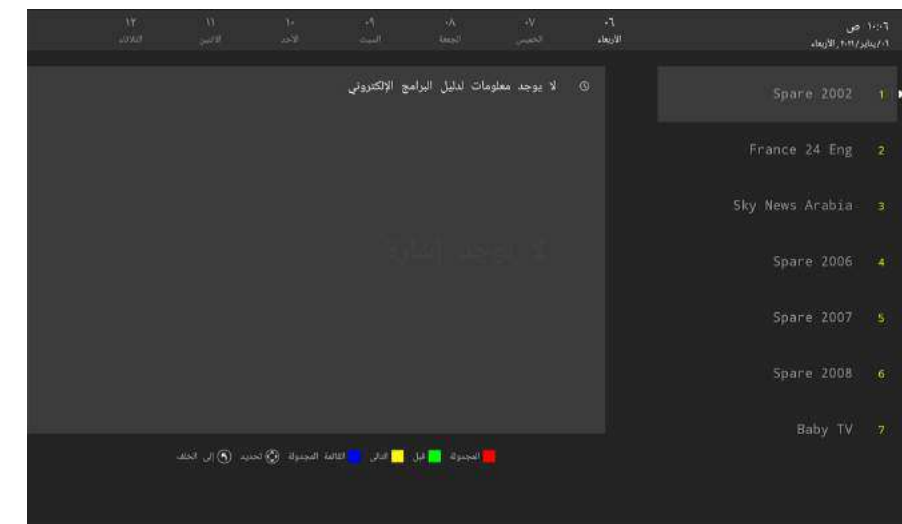 ١٠:٠٦ ص
٠٦/يناير/٢٠٢١, الأربعاء
٠٦ ٠٧ ٠٨ ٠٩ ١٠ ١١ ١٢
الأربعاء الخميس الجمعة السبت الأحد الاثنين الثلاثاء
لا يوجد معلومات لدليل البرامج الإلكتروني
لا يوجد إشارة
1 Spare 2002
2 France 24 Eng
3 Sky News Arabia
4 Spare 2006
5 Spare 2007
6 Spare 2008
7 Baby TV
المجدولة قبل التالى القائمة المجدولة تحديد إلى الخلف